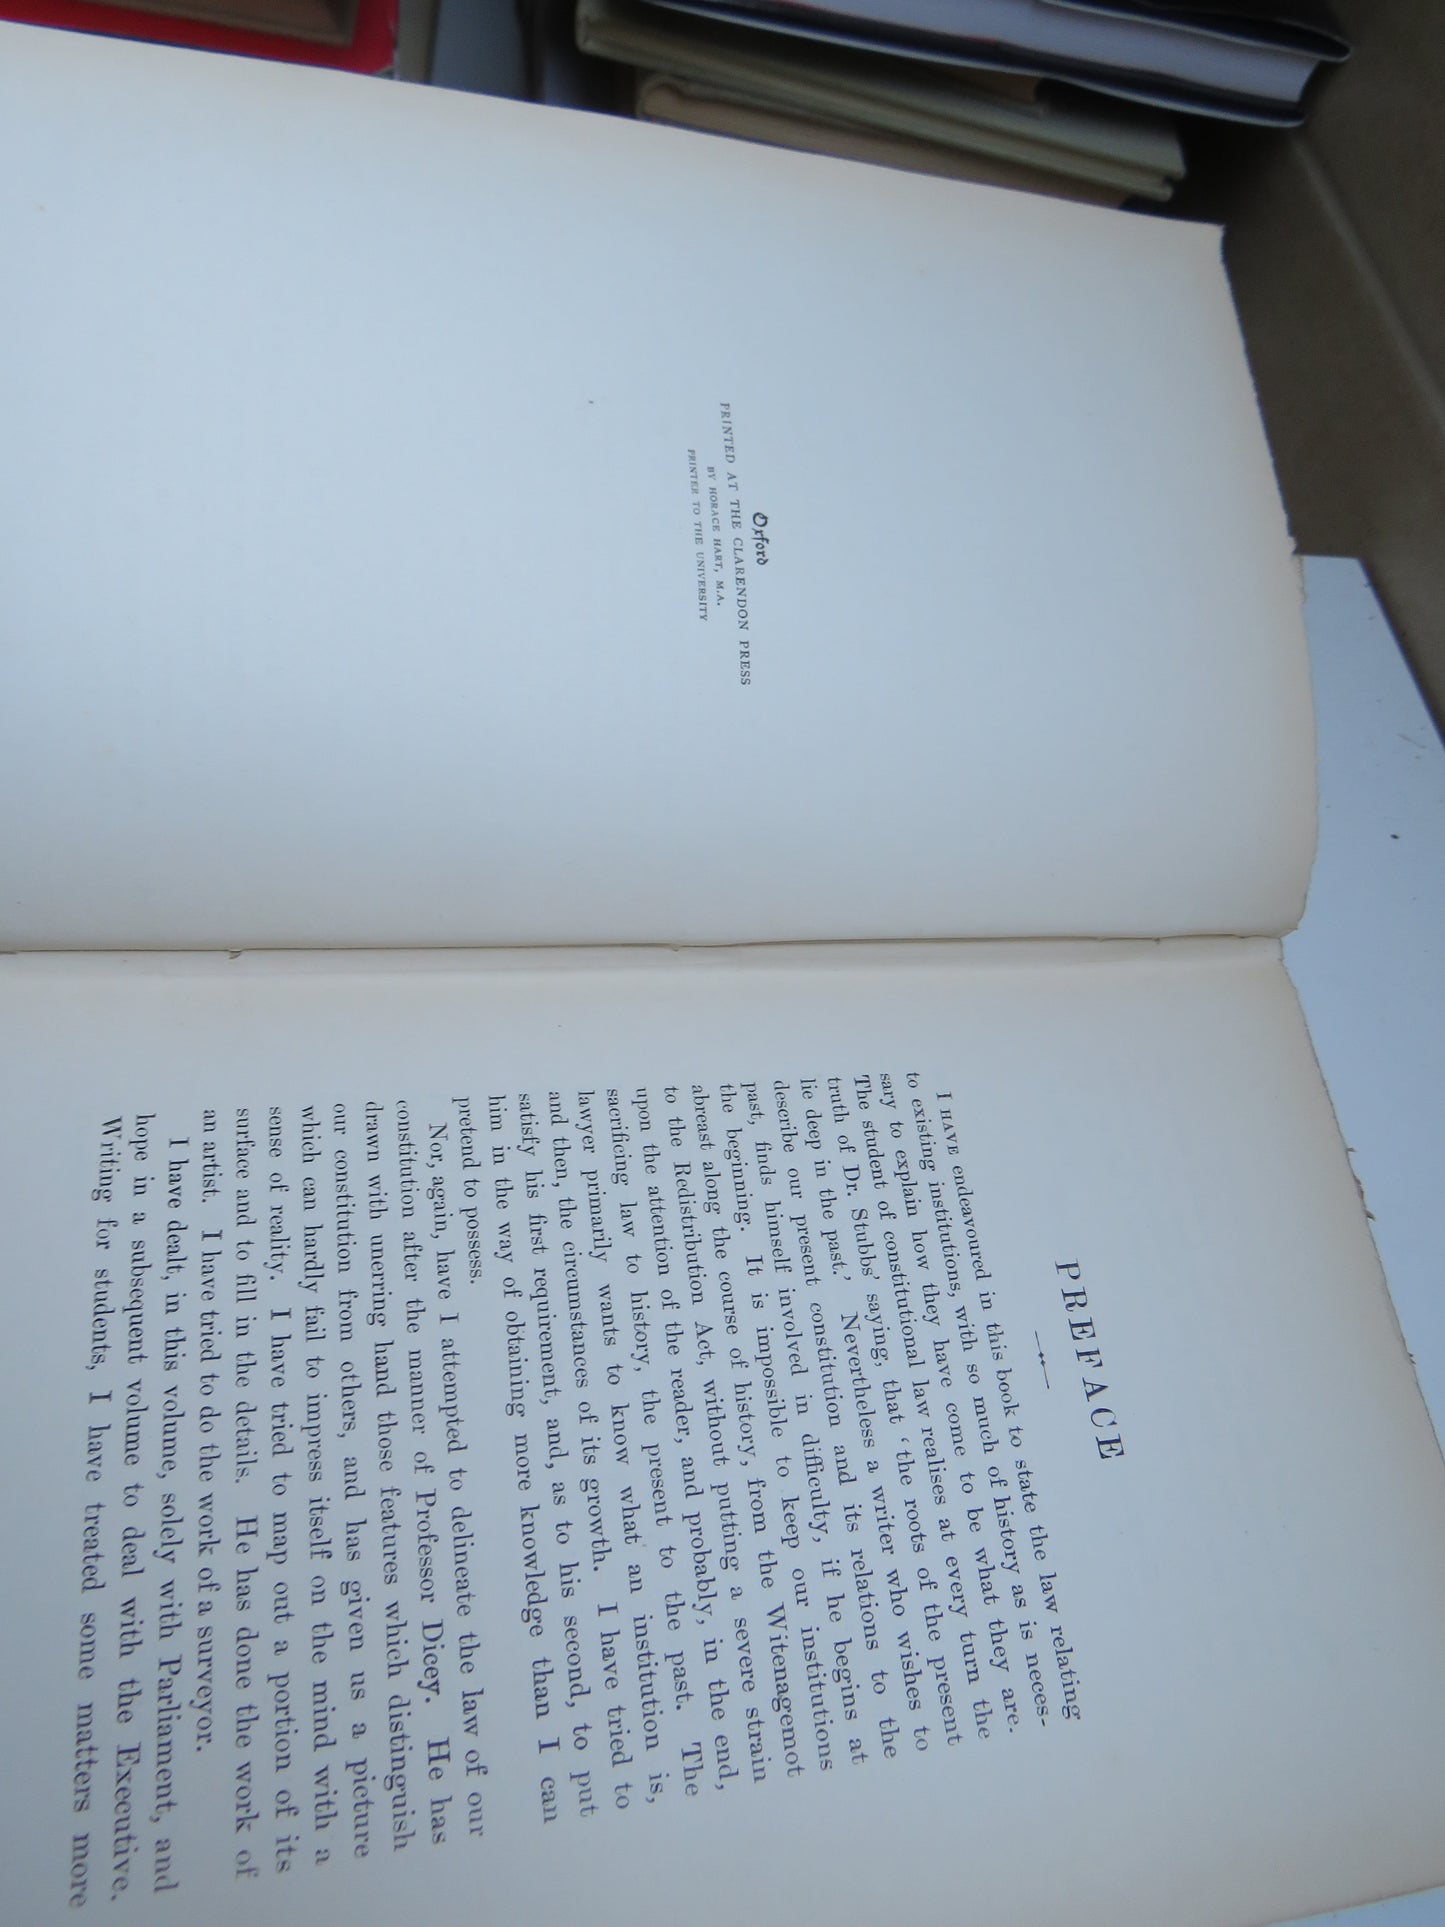 Oxford
PRINTED AT THE CLARENDON PRESS
BY HORACE HART, M.A.
PRINTER TO THE UNIVERSITY
PREFACE
I HAVE endeavoured in this book to state the law relating
to existing institutions, with so much of history as is neces-
sary to explain how they have come to be what they are.
The student of constitutional law realises at every turn the
truth of Dr. Stubbs' saying, that ‘the roots of the present
lie deep in the past.’ Nevertheless a writer who wishes to
describe our present constitution and its relations to the
past, finds himself involved in difficulty, if he begins at
the beginning. It is impossible to keep our institutions
abreast along the course of history, from the Witenagemot
to the Redistribution Act, without putting a severe strain
upon the attention of the reader, and probably, in the end,
sacrificing law to history, the present to the past. The
lawyer primarily wants to know what an institution is,
and then, the circumstances of its growth. I have tried to
satisfy his first requirement, and, as to his second, to put
him in the way of obtaining more knowledge than I can
pretend to possess.
Nor, again, have I attempted to delineate the law of our
constitution after the manner of Professor Dicey. He has
drawn with unerring hand those features which distinguish
our constitution from others, and has given us a picture
which can hardly fail to impress itself on the mind with a
sense of reality. I have tried to map out a portion of its
surface and to fill in the details. He has done the work of
an artist. I have tried to do the work of a surveyor.
I have dealt, in this volume, solely with Parliament, and
hope in a subsequent volume to deal with the Executive.
Writing for students, I have treated some matters more